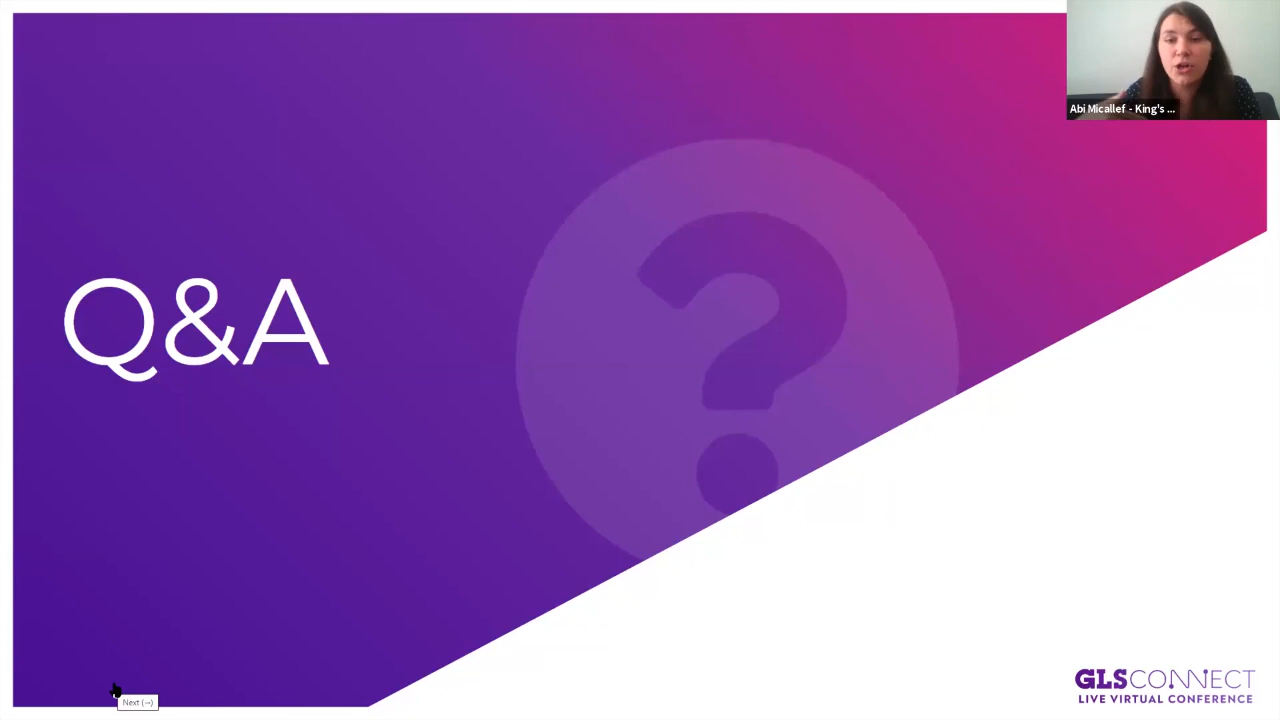 Abi Micallef - King's ...
Q&A
Next (→)
GLSCONNECT
LIVE VIRTUAL CONFERENCE